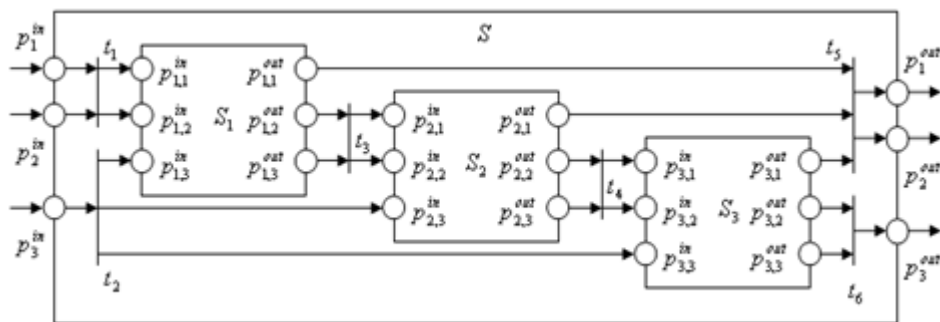 S
p_1^{in} t_1 t_5 p_1^{out}
p_{1,1}^{in} p_{1,1}^{out}
p_{1,2}^{in} S_1 p_{1,2}^{out} p_{2,1}^{in} p_{2,1}^{out}
p_2^{in} t_3 p_2^{out}
p_{1,3}^{in} p_{1,3}^{out} p_{2,2}^{in} S_2 p_{2,2}^{out} p_{3,1}^{in} p_{3,1}^{out}
t_4
p_{2,3}^{in} p_{2,3}^{out} p_{3,2}^{in} S_3 p_{3,2}^{out}
p_3^{in} p_{3,3}^{in} p_{3,3}^{out} p_3^{out}
t_2 t_6